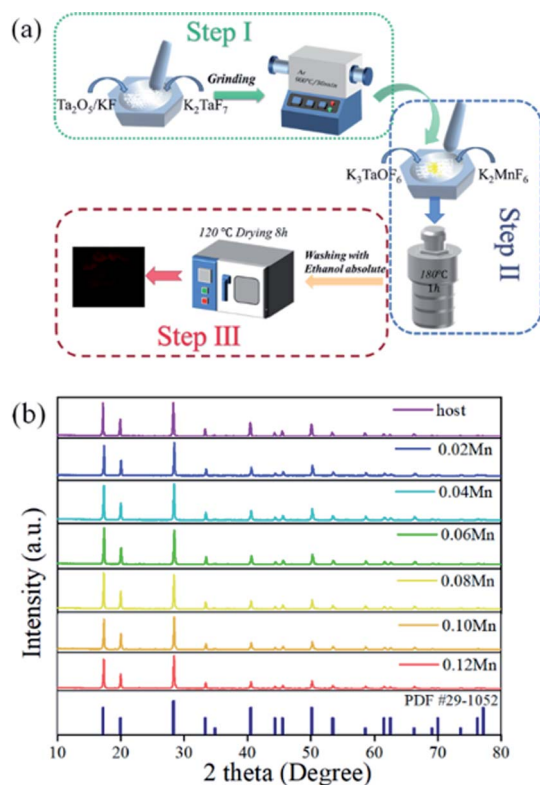 (a)
Step I
Grinding
Ta₂O₅/KF
K₂TaF₇
Ar
K₃TaOF₆
K₂MnF₆
Step II
180℃
1h
Washing with
Ethanol absolute
120 ℃ Drying 8h
Step III
(b)
host
0.02Mn
0.04Mn
0.06Mn
0.08Mn
0.10Mn
0.12Mn
PDF #29-1052
Intensity (a.u.)
10 20 30 40 50 60 70 80
2 theta (Degree)